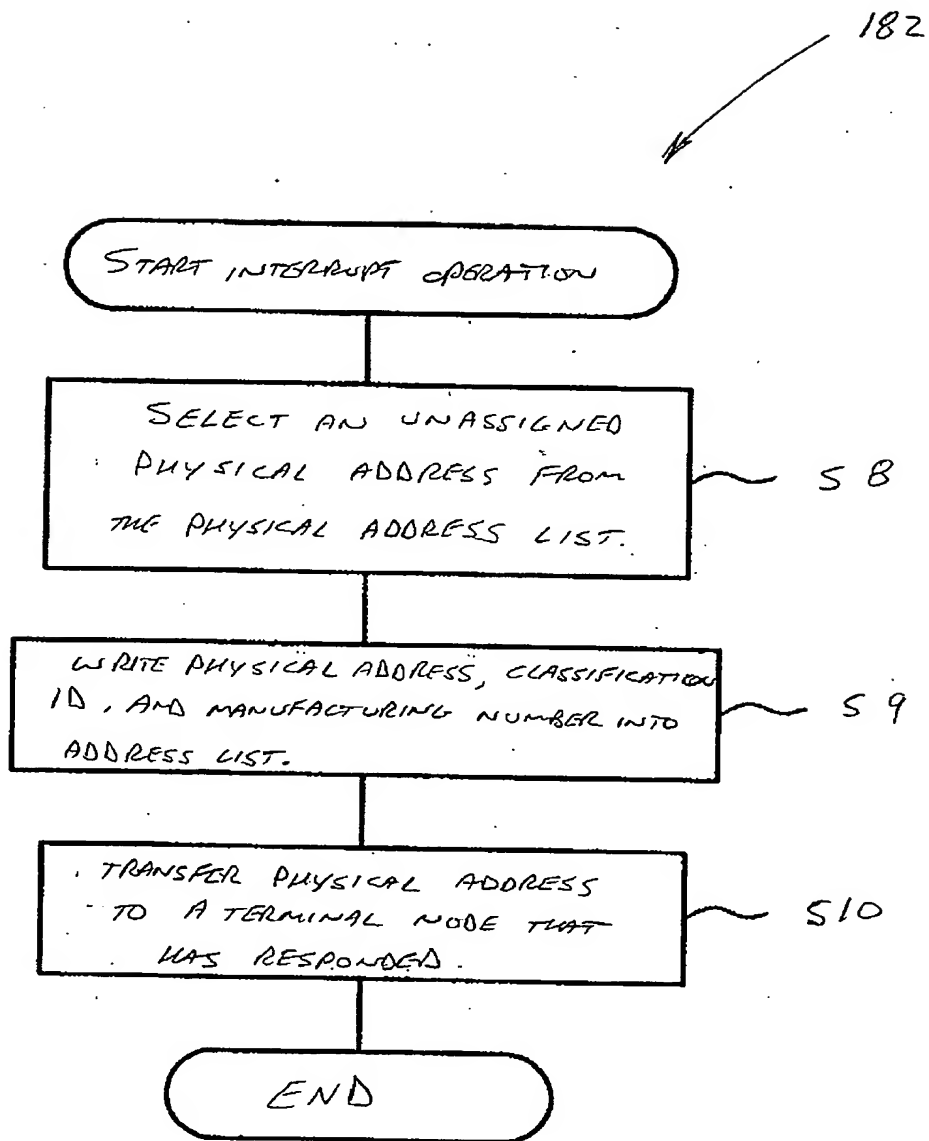 182
START INTERRUPT OPERATION
SELECT AN UNASSIGNED
PHYSICAL ADDRESS FROM
THE PHYSICAL ADDRESS LIST.
S8
WRITE PHYSICAL ADDRESS, CLASSIFICATION
ID, AND MANUFACTURING NUMBER INTO
ADDRESS LIST.
S9
TRANSFER PHYSICAL ADDRESS
TO A TERMINAL NODE THAT
HAS RESPONDED.
S10
END